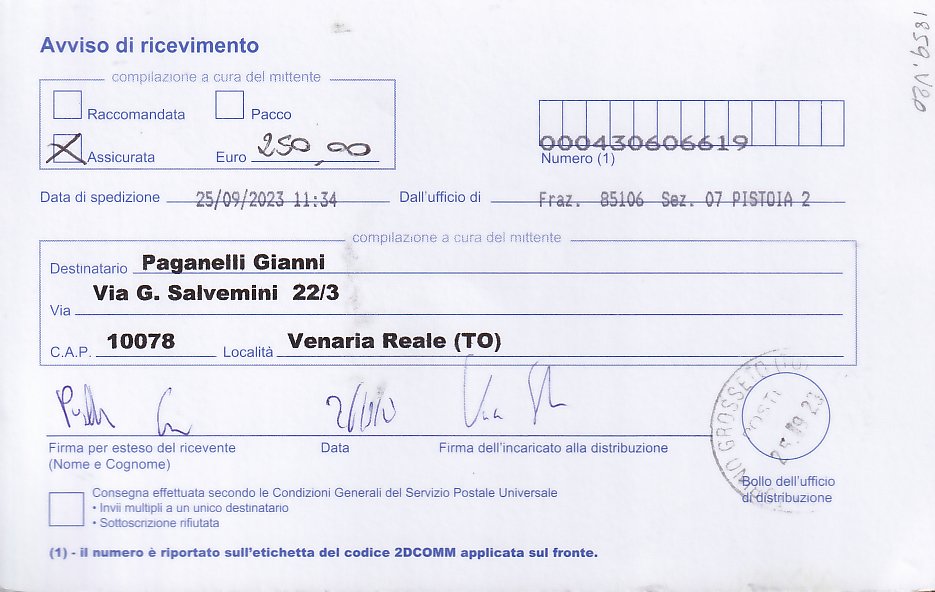 1859.V20
Avviso di ricevimento
compilazione a cura del mittente
Raccomandata Pacco
X Assicurata Euro 250,00
000430606619
Numero (1)
Data di spedizione 25/09/2023 11:34 Dall'ufficio di Fraz. 85106 Sez. 07 PISTOIA 2
compilazione a cura del mittente
Destinatario Paganelli Gianni
Via G. Salvemini 22/3
Via
C.A.P. 10078 Località Venaria Reale (TO)
Firma per esteso del ricevente
(Nome e Cognome)
Data
Firma dell'incaricato alla distribuzione
GROSSETO (TO)
POSTE
Bollo dell'ufficio
di distribuzione
Consegna effettuata secondo le Condizioni Generali del Servizio Postale Universale
• Invii multipli a un unico destinatario
• Sottoscrizione rifiutata
(1) - il numero è riportato sull'etichetta del codice 2DCOMM applicata sul fronte.